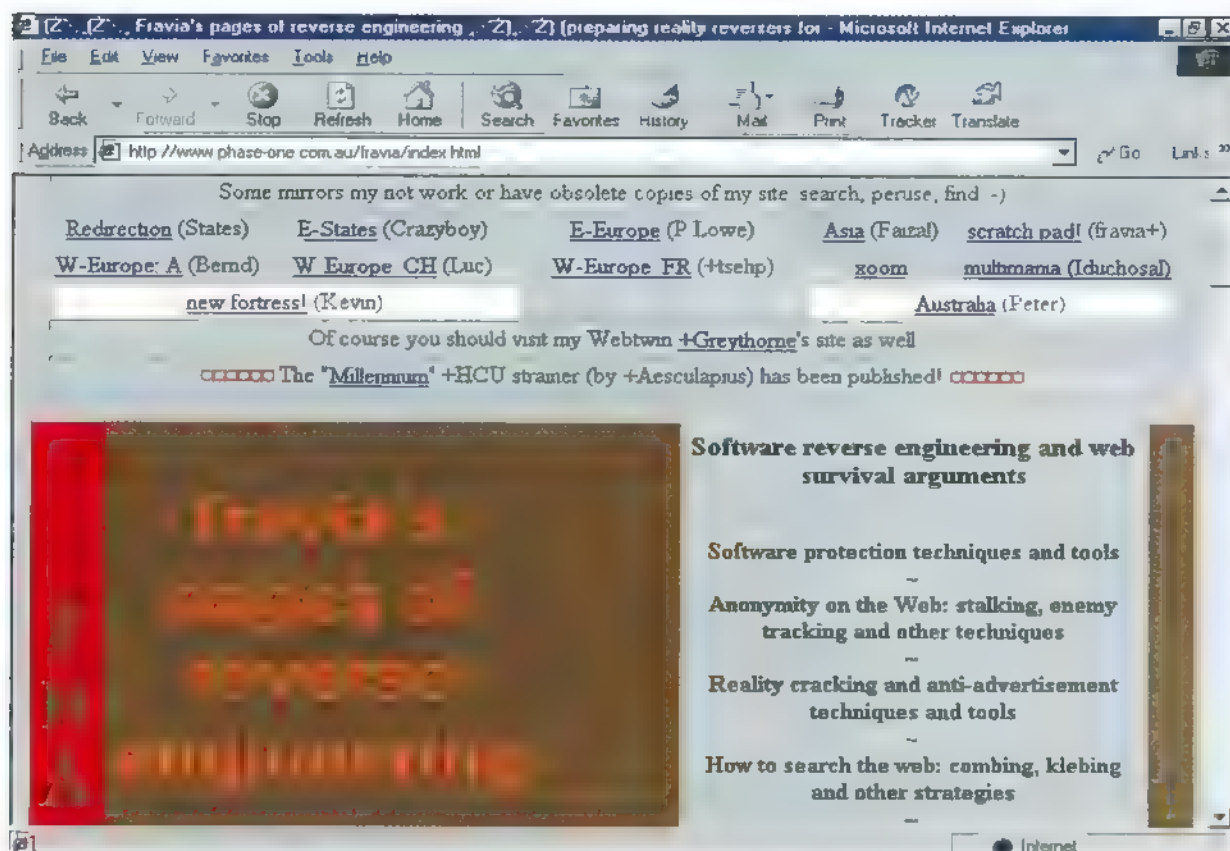 Fravia's pages of reverse engineering (preparing reality reversers for - Microsoft Internet Explorer
File Edit View Favorites Tools Help
Back Forward Stop Refresh Home Search Favorites History Mail Print Tracker Translate
Address http //www phase-one com.au/fravia/index html Go Links »
Some mirrors my not work or have obsolete copies of my site search, peruse, find -)
Redirection (States) E-States (Crazyboy) E-Europe (P Lowe) Asia (Faizal) scratch pad! (fravia+)
W-Europe: A (Bernd) W Europe CH (Luc) W-Europe FR (+tsehp) xoom multimania (Iduchosal)
new fortress! (Kevin) Australia (Peter)
Of course you should visit my Webtwin +Greythorne's site as well
The "Millennium" +HCU strainer (by +Aesculapius) has been published!
fravia's
pages of
reverse
engineering
Software reverse engineering and web
survival arguments
Software protection techniques and tools
~
Anonymity on the Web: stalking, enemy
tracking and other techniques
~
Reality cracking and anti-advertisement
techniques and tools
~
How to search the web: combing, klebing
and other strategies
~
1 Internet